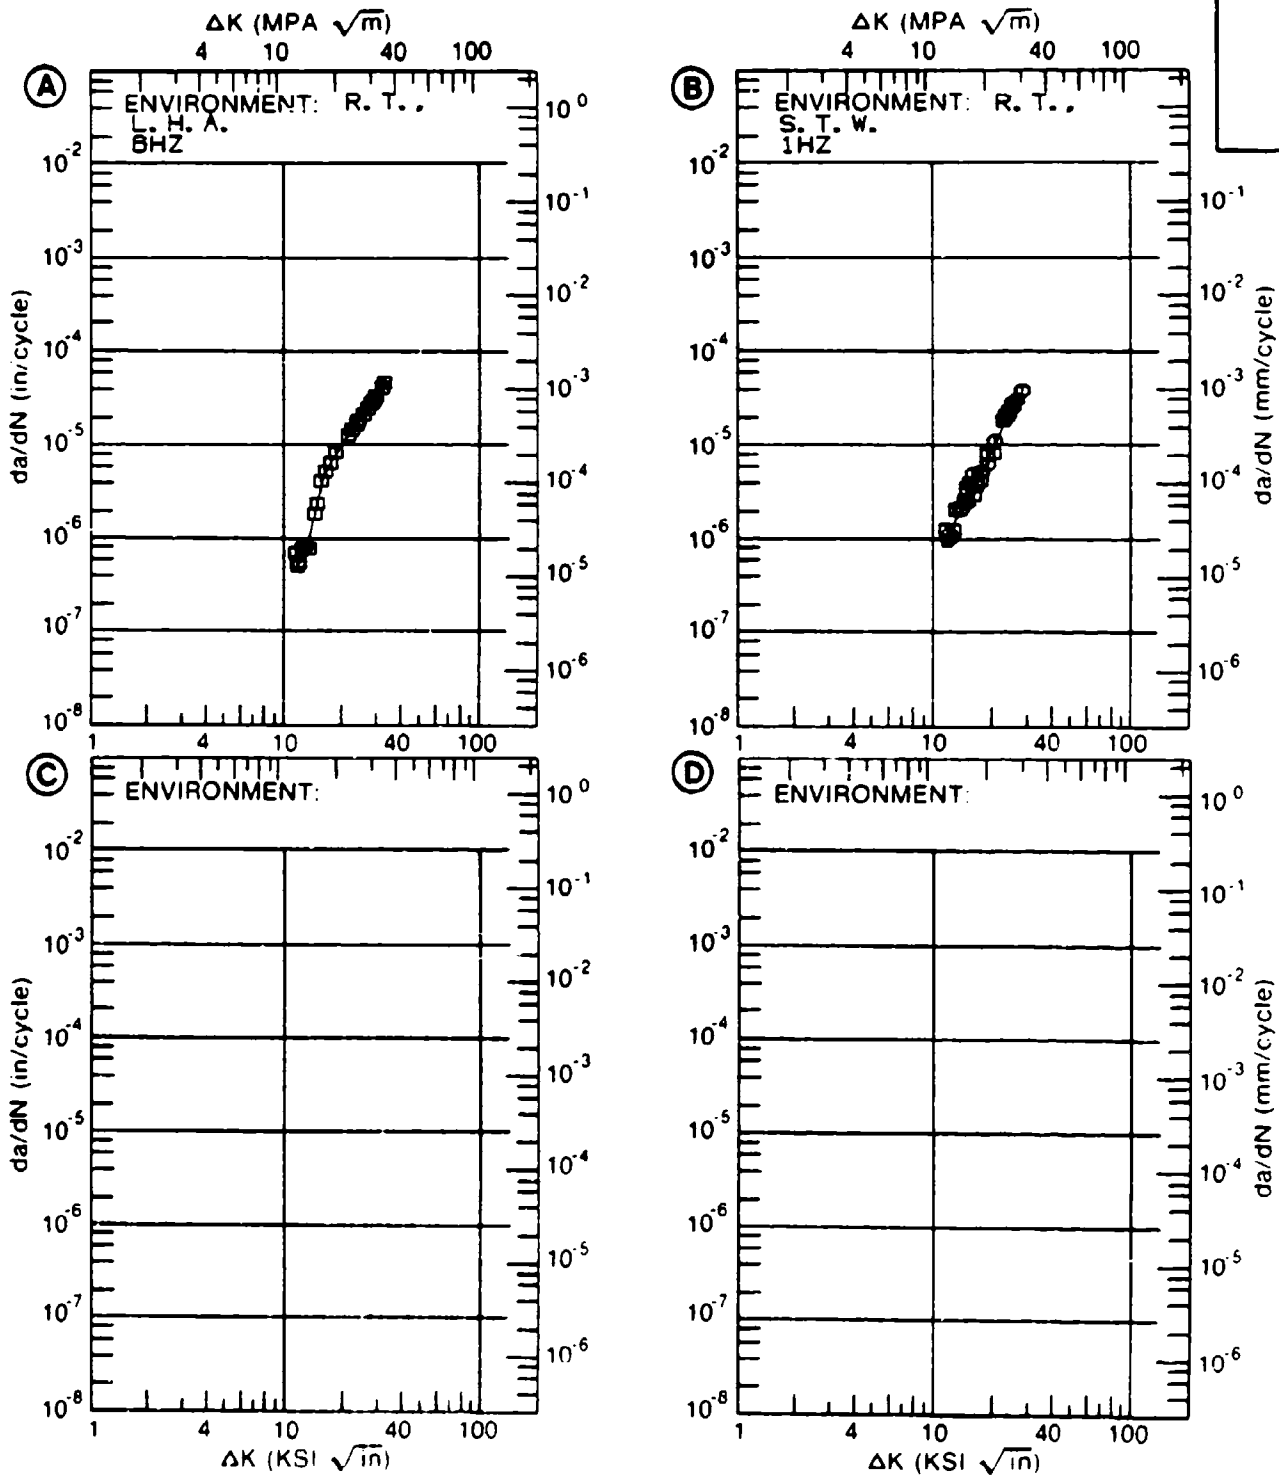 ΔK (MPA √m)
4 10 40 100
A
ENVIRONMENT: R. T.,
L. H. A.
6HZ
10⁰
10⁻²
10⁻¹
10⁻³
10⁻²
10⁻⁴
10⁻³
10⁻⁵
10⁻⁴
10⁻⁶
10⁻⁵
10⁻⁷
10⁻⁶
10⁻⁸
1 4 10 40 100
da/dN (in/cycle)
ΔK (MPA √m)
4 10 40 100
B
ENVIRONMENT: R. T.,
S. T. W.
1HZ
10⁻²
10⁻¹
10⁻³
10⁻²
10⁻⁴
10⁻³
10⁻⁵
10⁻⁴
10⁻⁶
10⁻⁵
10⁻⁷
10⁻⁶
10⁻⁸
1 4 10 40 100
da/dN (mm/cycle)
C
ENVIRONMENT:
10⁰
10⁻²
10⁻¹
10⁻³
10⁻²
10⁻⁴
10⁻³
10⁻⁵
10⁻⁴
10⁻⁶
10⁻⁵
10⁻⁷
10⁻⁶
10⁻⁸
1 4 10 40 100
da/dN (in/cycle)
ΔK (KSI √in)
D
ENVIRONMENT:
10⁰
10⁻²
10⁻¹
10⁻³
10⁻²
10⁻⁴
10⁻³
10⁻⁵
10⁻⁴
10⁻⁶
10⁻⁵
10⁻⁷
10⁻⁶
10⁻⁸
1 4 10 40 100
da/dN (mm/cycle)
ΔK (KSI √in)